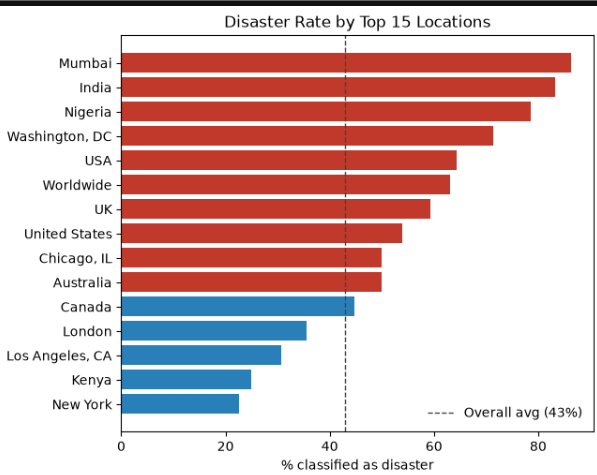 Disaster Rate by Top 15 Locations
Mumbai
India
Nigeria
Washington, DC
USA
Worldwide
UK
United States
Chicago, IL
Australia
Canada
London
Los Angeles, CA
Kenya
New York
Overall avg (43%)
0 20 40 60 80
% classified as disaster